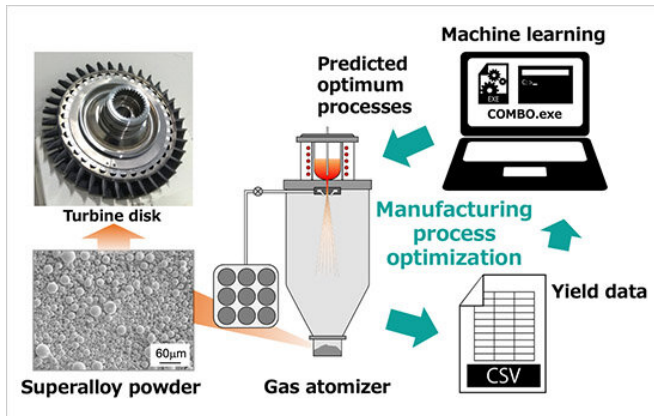 Machine learning
Predicted
optimum
processes
EXE
C:\>_
COMBO.exe
Turbine disk
Manufacturing
process
optimization
Yield data
60μm
CSV
Superalloy powder
Gas atomizer